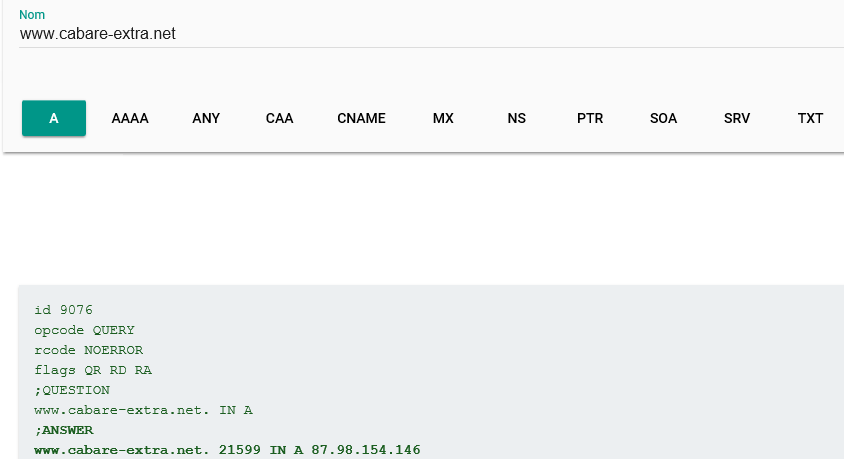 Nom
www.cabare-extra.net
A AAAA ANY CAA CNAME MX NS PTR SOA SRV TXT
id 9076
opcode QUERY
rcode NOERROR
flags QR RD RA
;QUESTION
www.cabare-extra.net. IN A
;ANSWER
www.cabare-extra.net. 21599 IN A 87.98.154.146